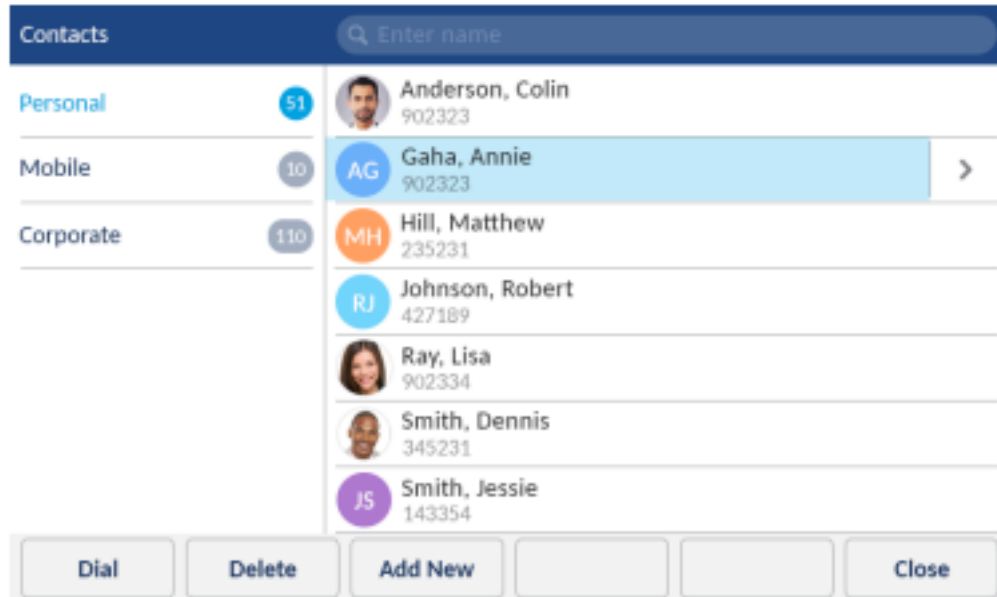 Contacts
Enter name
Personal 51
Mobile 10
Corporate 110
Anderson, Colin
902323
AG
Gaha, Annie
902323
MH
Hill, Matthew
235231
RJ
Johnson, Robert
427189
Ray, Lisa
902334
Smith, Dennis
345231
JS
Smith, Jessie
143354
Dial Delete Add New Close